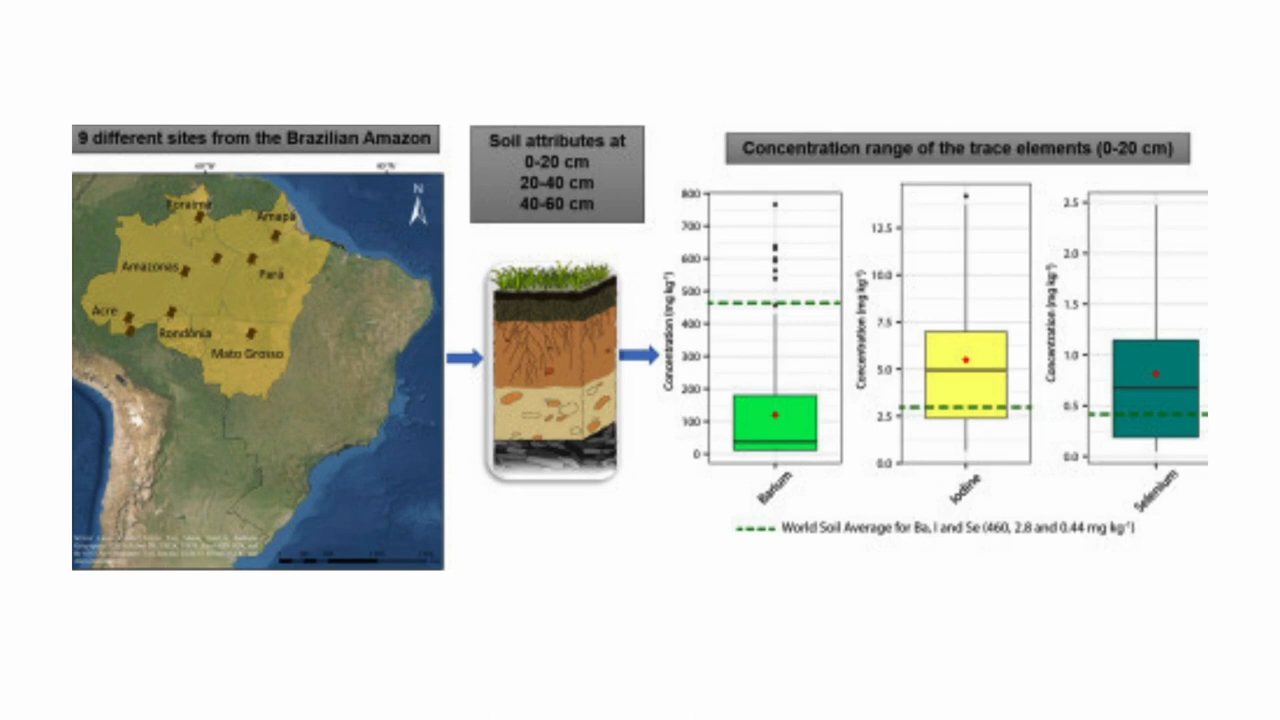 9 different sites from the Brazilian Amazon
60°W
N
Roraima
Amapá
Amazonas
Pará
Acre
Rondônia
Mato Grosso
Soil attributes at
0-20 cm
20-40 cm
40-60 cm
Concentration range of the trace elements (0-20 cm)
Concentration (mg kg⁻¹)
800
700
600
500
400
300
200
100
0
Barium
Concentration (mg kg⁻¹)
12.5
10.0
7.5
5.0
2.5
0.0
Iodine
Concentration (mg kg⁻¹)
2.5
2.0
1.5
1.0
0.5
0.0
Selenium
World Soil Average for Ba, I and Se (460, 2.8 and 0.44 mg kg⁻¹)